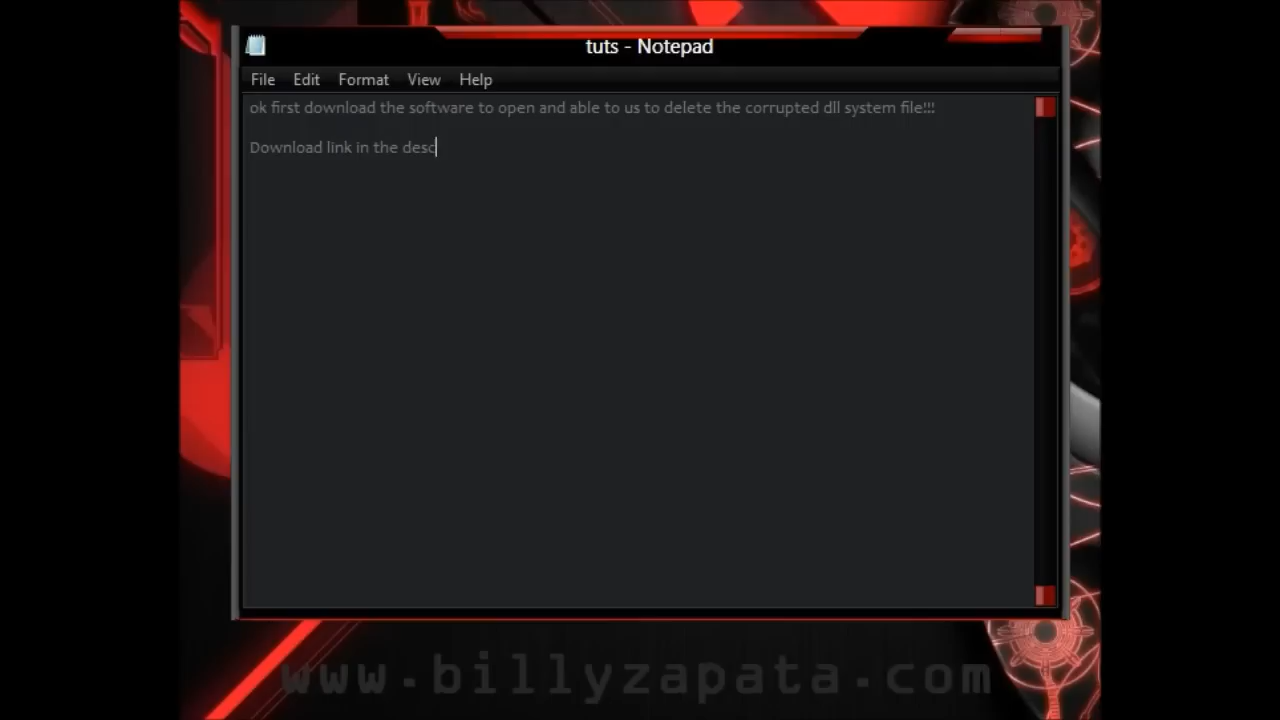 tuts - Notepad
File Edit Format View Help
ok first download the software to open and able to us to delete the corrupted dll system file!!!
Download link in the desc
www.billyzapata.com